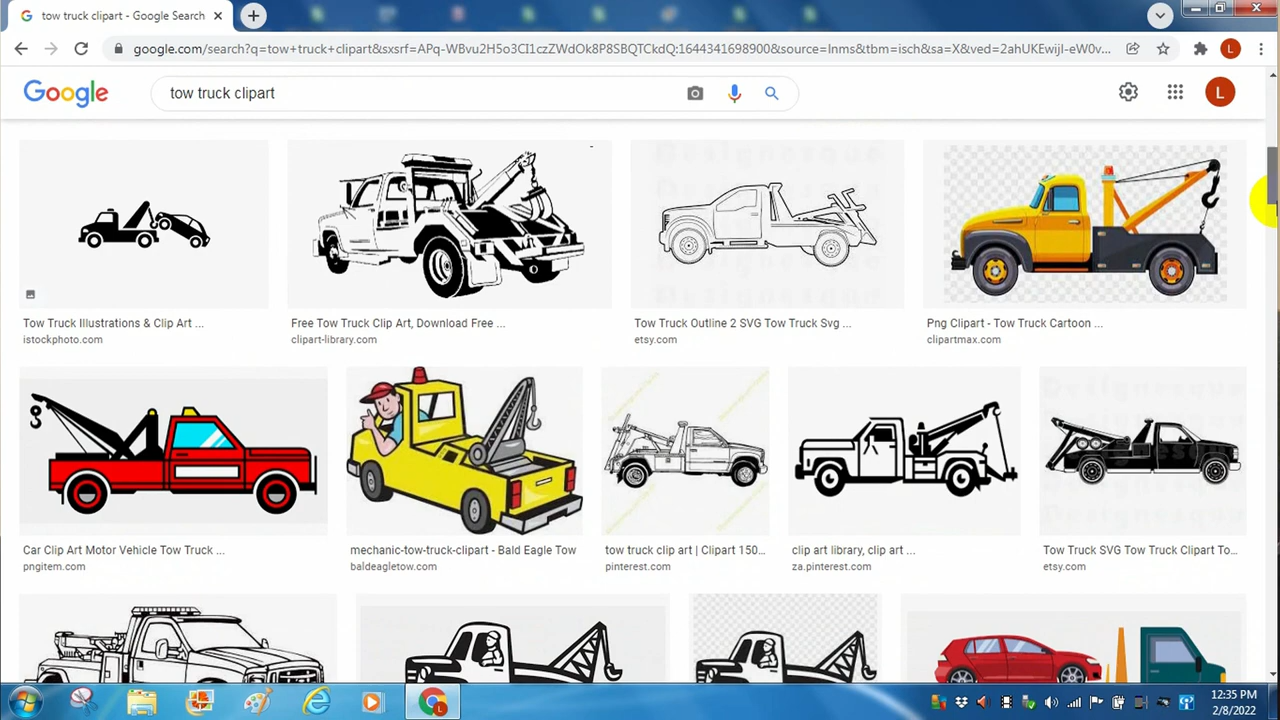 tow truck clipart - Google Search
google.com/search?q=tow+truck+clipart&sxsrf=APq-WBvu2H5o3CI1czZWdOk8P8SBQTCkdQ:1644341698900&source=lnms&tbm=isch&sa=X&ved=2ahUKEwijl-eW0v...
L
Google
tow truck clipart
L
Tow Truck Illustrations & Clip Art ...
istockphoto.com
Free Tow Truck Clip Art, Download Free ...
clipart-library.com
Tow Truck Outline 2 SVG Tow Truck Svg ...
etsy.com
Png Clipart - Tow Truck Cartoon ...
clipartmax.com
Car Clip Art Motor Vehicle Tow Truck ...
pngitem.com
mechanic-tow-truck-clipart - Bald Eagle Tow
baldeagletow.com
tow truck clip art | Clipart 150...
pinterest.com
clip art library, clip art ...
za.pinterest.com
Tow Truck SVG Tow Truck Clipart To...
etsy.com
L
12:35 PM
2/8/2022